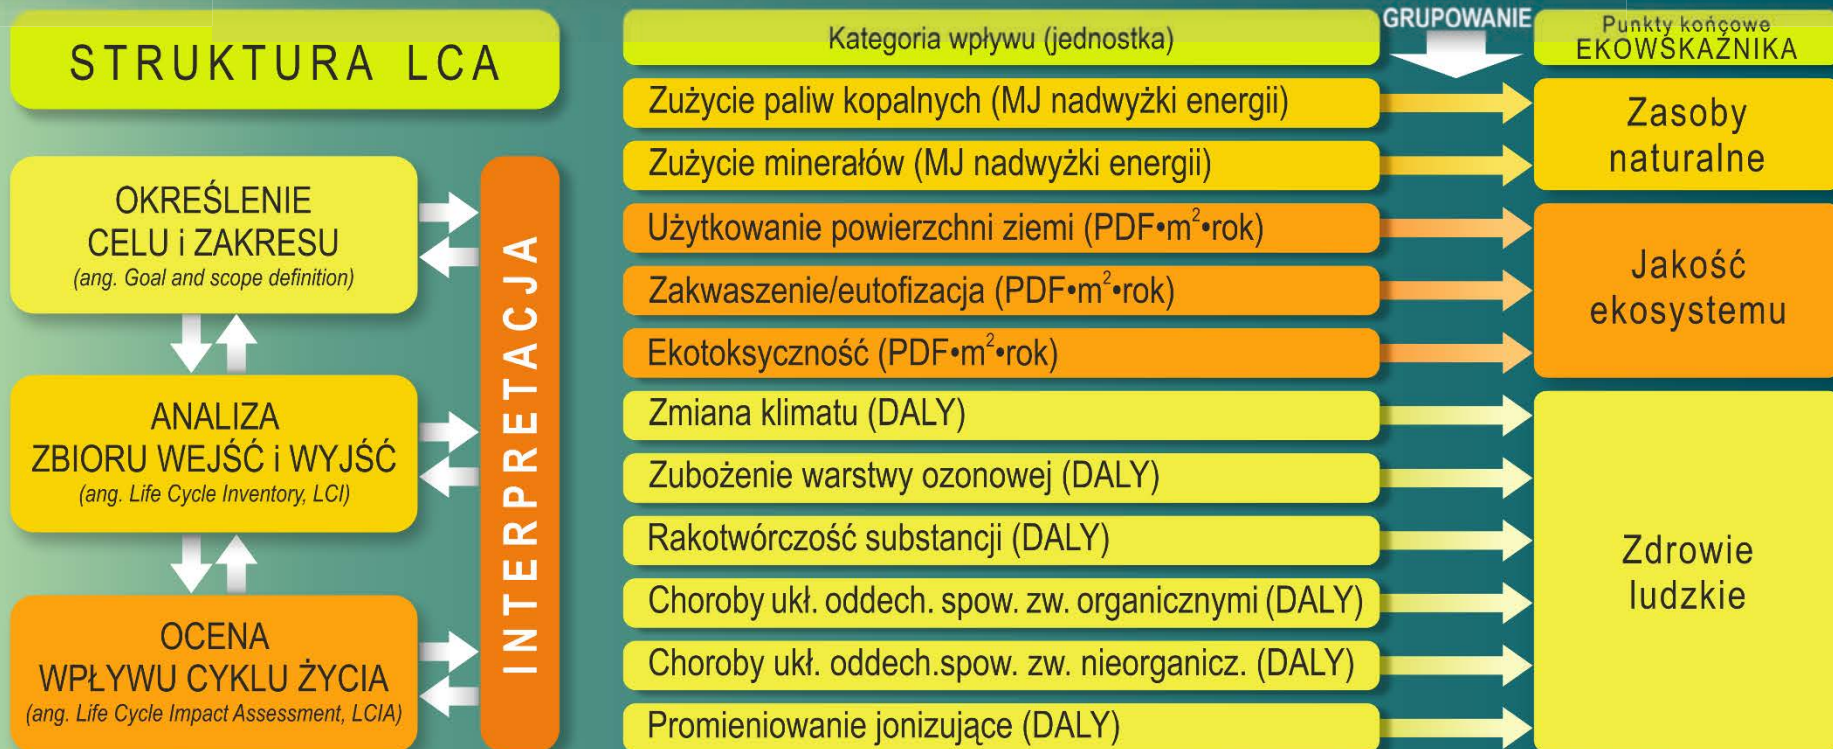 STRUKTURA LCA
OKREŚLENIE
CELU i ZAKRESU
(ang. Goal and scope definition)
ANALIZA
ZBIORU WEJŚĆ i WYJŚĆ
(ang. Life Cycle Inventory, LCI)
OCENA
WPŁYWU CYKLU ŻYCIA
(ang. Life Cycle Impact Assessment, LCIA)
INTERPRETACJA
Kategoria wpływu (jednostka)
GRUPOWANIE
Punkty końcowe
EKOWSKAŹNIKA
Zużycie paliw kopalnych (MJ nadwyżki energii)
Zużycie minerałów (MJ nadwyżki energii)
Zasoby
naturalne
Użytkowanie powierzchni ziemi (PDF•m²•rok)
Zakwaszenie/eutofizacja (PDF•m²•rok)
Ekotoksyczność (PDF•m²•rok)
Jakość
ekosystemu
Zmiana klimatu (DALY)
Zubożenie warstwy ozonowej (DALY)
Rakotwórczość substancji (DALY)
Choroby ukł. oddech. spow. zw. organicznymi (DALY)
Choroby ukł. oddech.spow. zw. nieorganicz. (DALY)
Promieniowanie jonizujące (DALY)
Zdrowie
ludzkie